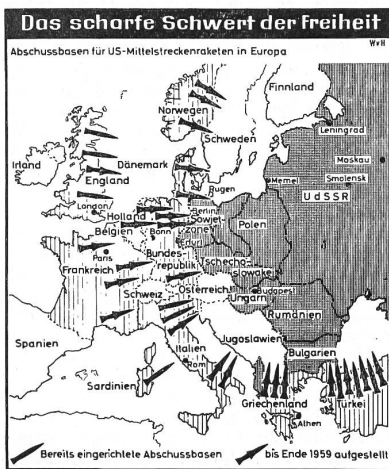 Das scharfe Schwert der Freiheit
WvH
Abschussbasen für US-Mittelstreckenraketen in Europa
Finnland
Norwegen
Schweden
Leningrad
Irland
England
Dänemark
Moskau
Smolensk
Memel
UdSSR
Rügen
London
Holland
Berlin
Sowjet-
zone
Polen
Belgien
Bonn
Erfurt
Paris
Bundes-
republik
Tschecho-
slowakei
Frankreich
Schweiz
Österreich
Budapest
Ungarn
Rumänien
Jugoslawien
Spanien
Italien
Rom
Bulgarien
Sardinien
Griechenland
Türkei
Athen
Bereits eingerichtete Abschussbasen
bis Ende 1959 aufgestellt